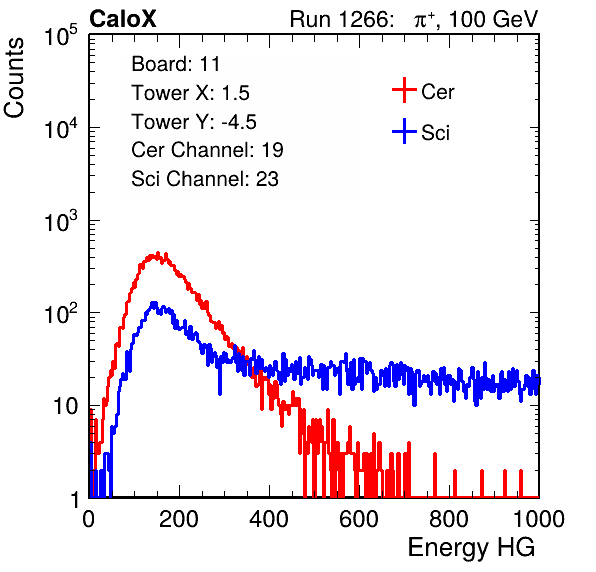 CaloX Run 1266: π⁺, 100 GeV
Board: 11
Tower X: 1.5
Tower Y: -4.5
Cer Channel: 19
Sci Channel: 23
Cer
Sci
Counts
10⁵
10⁴
10³
10²
10
1
0 200 400 600 800 1000
Energy HG